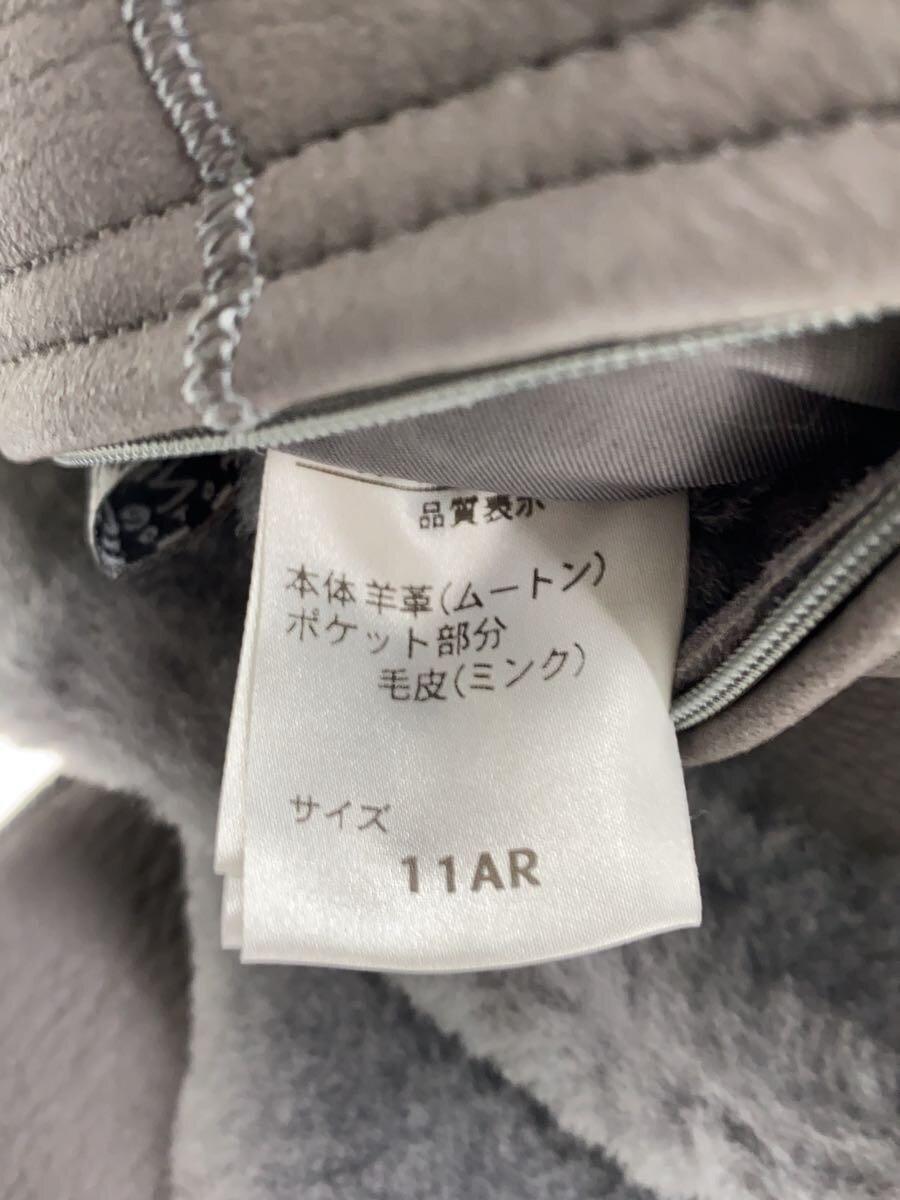 品質表示
本体 羊革(ムートン)
ポケット部分
毛皮(ミンク)
サイズ
11AR